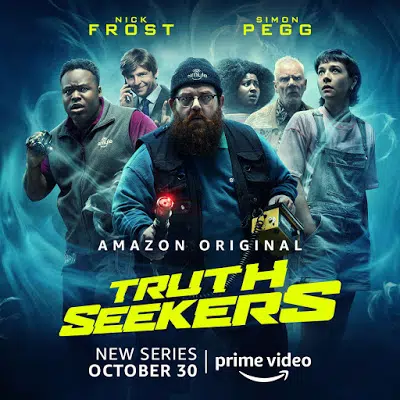 NICK SIMON
FROST PEGG
AMAZON ORIGINAL
TRUTH
SEEKERS
NEW SERIES
OCTOBER 30
prime video